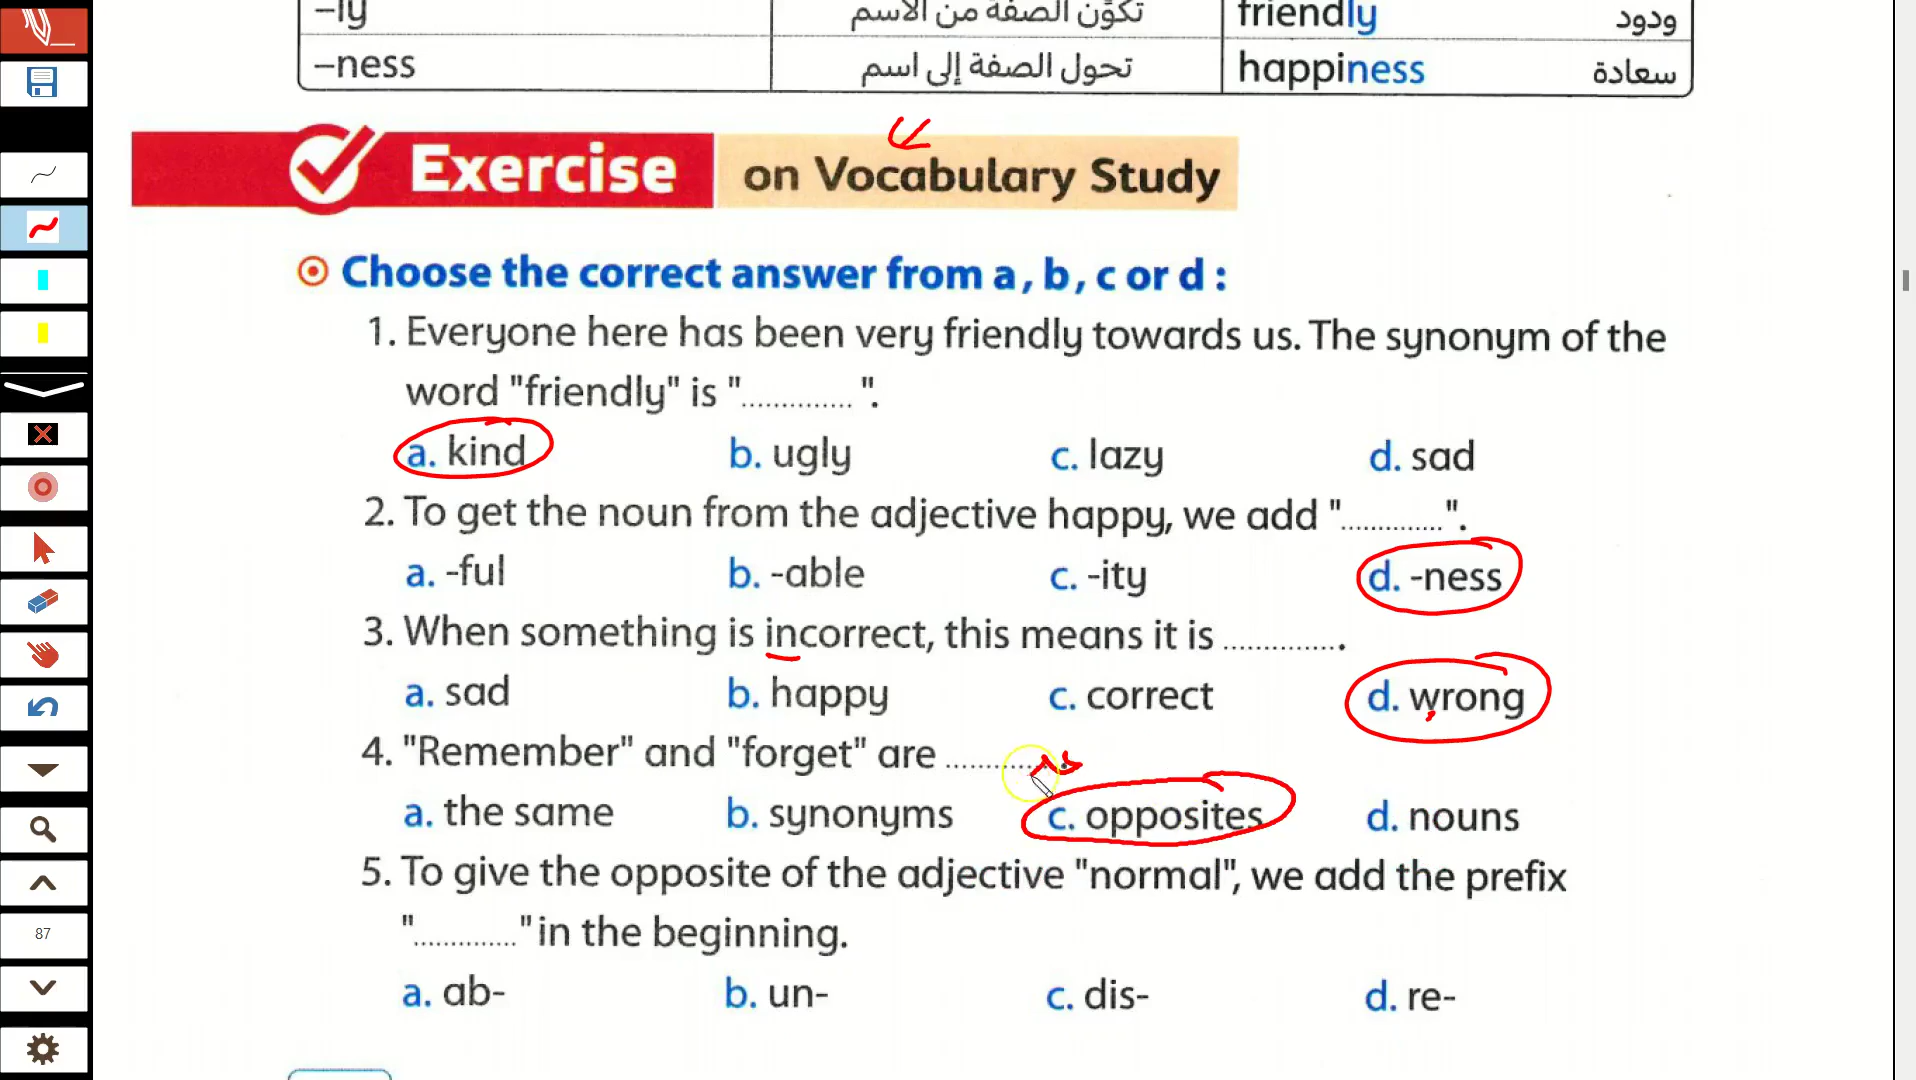 –ly تكوّن الصفة من الاسم friendly ودود
–ness تحول الصفة إلى اسم happiness سعادة
Exercise on Vocabulary Study
Choose the correct answer from a, b, c or d :
1. Everyone here has been very friendly towards us. The synonym of the
word "friendly" is "..............".
a. kind b. ugly c. lazy d. sad
2. To get the noun from the adjective happy, we add "..............".
a. -ful b. -able c. -ity d. -ness
3. When something is incorrect, this means it is ............... .
a. sad b. happy c. correct d. wrong
4. "Remember" and "forget" are ............... .
a. the same b. synonyms c. opposites d. nouns
5. To give the opposite of the adjective "normal", we add the prefix
".............." in the beginning.
a. ab- b. un- c. dis- d. re-
87